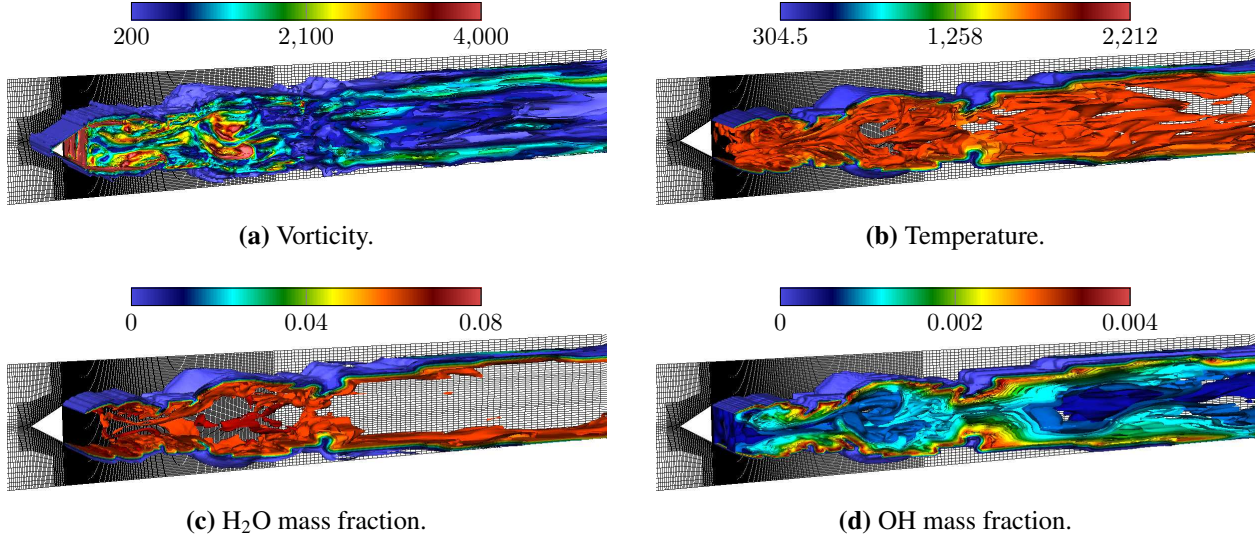 200 2,100 4,000
304.5 1,258 2,212
(a) Vorticity.
(b) Temperature.
0 0.04 0.08
0 0.002 0.004
(c) H₂O mass fraction.
(d) OH mass fraction.